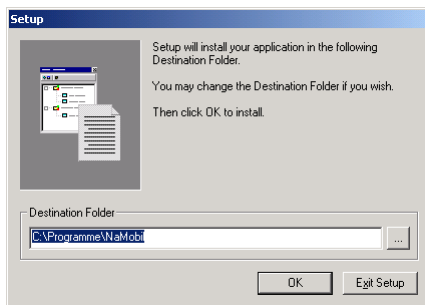 Setup
Setup will install your application in the following
Destination Folder.
You may change the Destination Folder if you wish.
Then click OK to install.
Destination Folder
C:\Programme\NaMobil
...
OK
Exit Setup